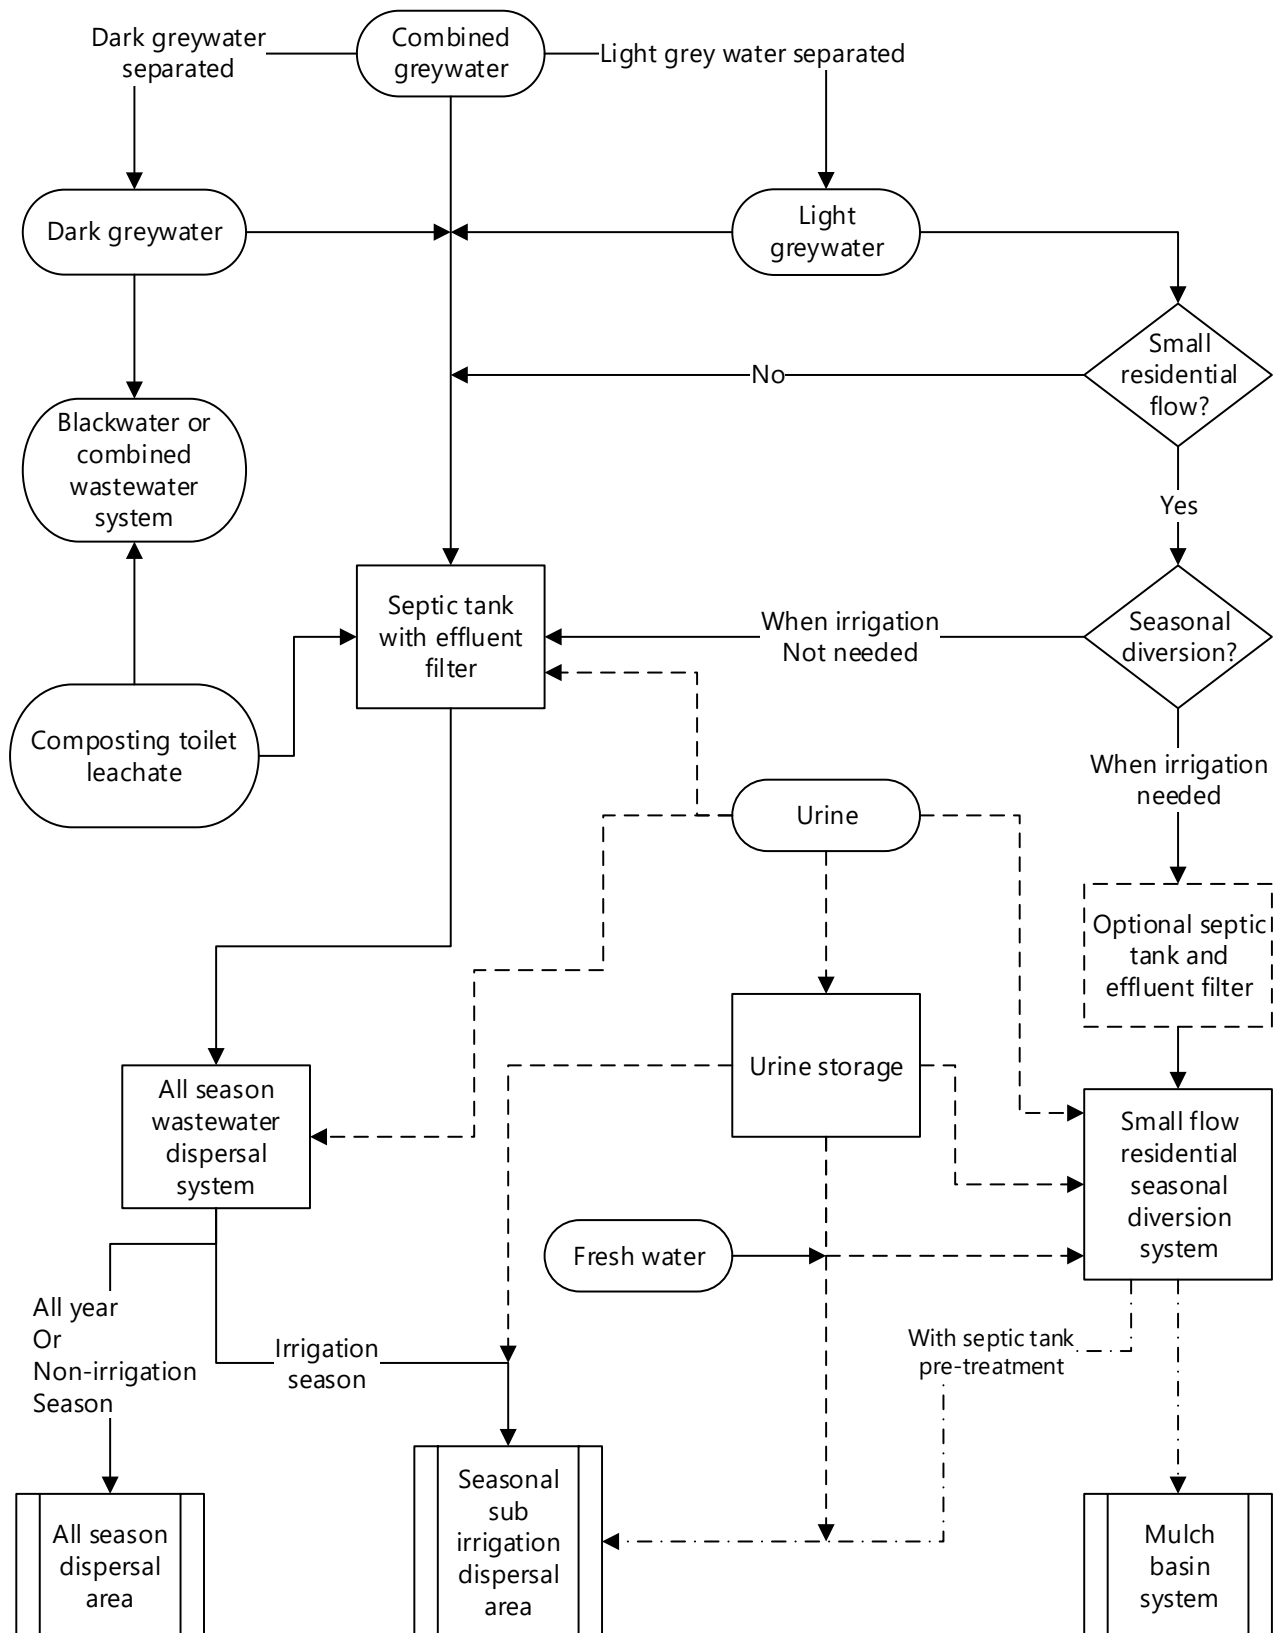 Dark greywater
separated
Combined
greywater
Light grey water separated
Dark greywater
Light
greywater
Small
residential
flow?
No
Blackwater or
combined
wastewater
system
Yes
Septic tank
with effluent
filter
When irrigation
Not needed
Seasonal
diversion?
Composting toilet
leachate
When irrigation
needed
Urine
Optional septic
tank and
effluent filter
Urine storage
All season
wastewater
dispersal
system
Small flow
residential
seasonal
diversion
system
Fresh water
All year
Or
Non-irrigation
Season
Irrigation
season
With septic tank
pre-treatment
All season
dispersal
area
Seasonal
sub
irrigation
dispersal
area
Mulch
basin
system